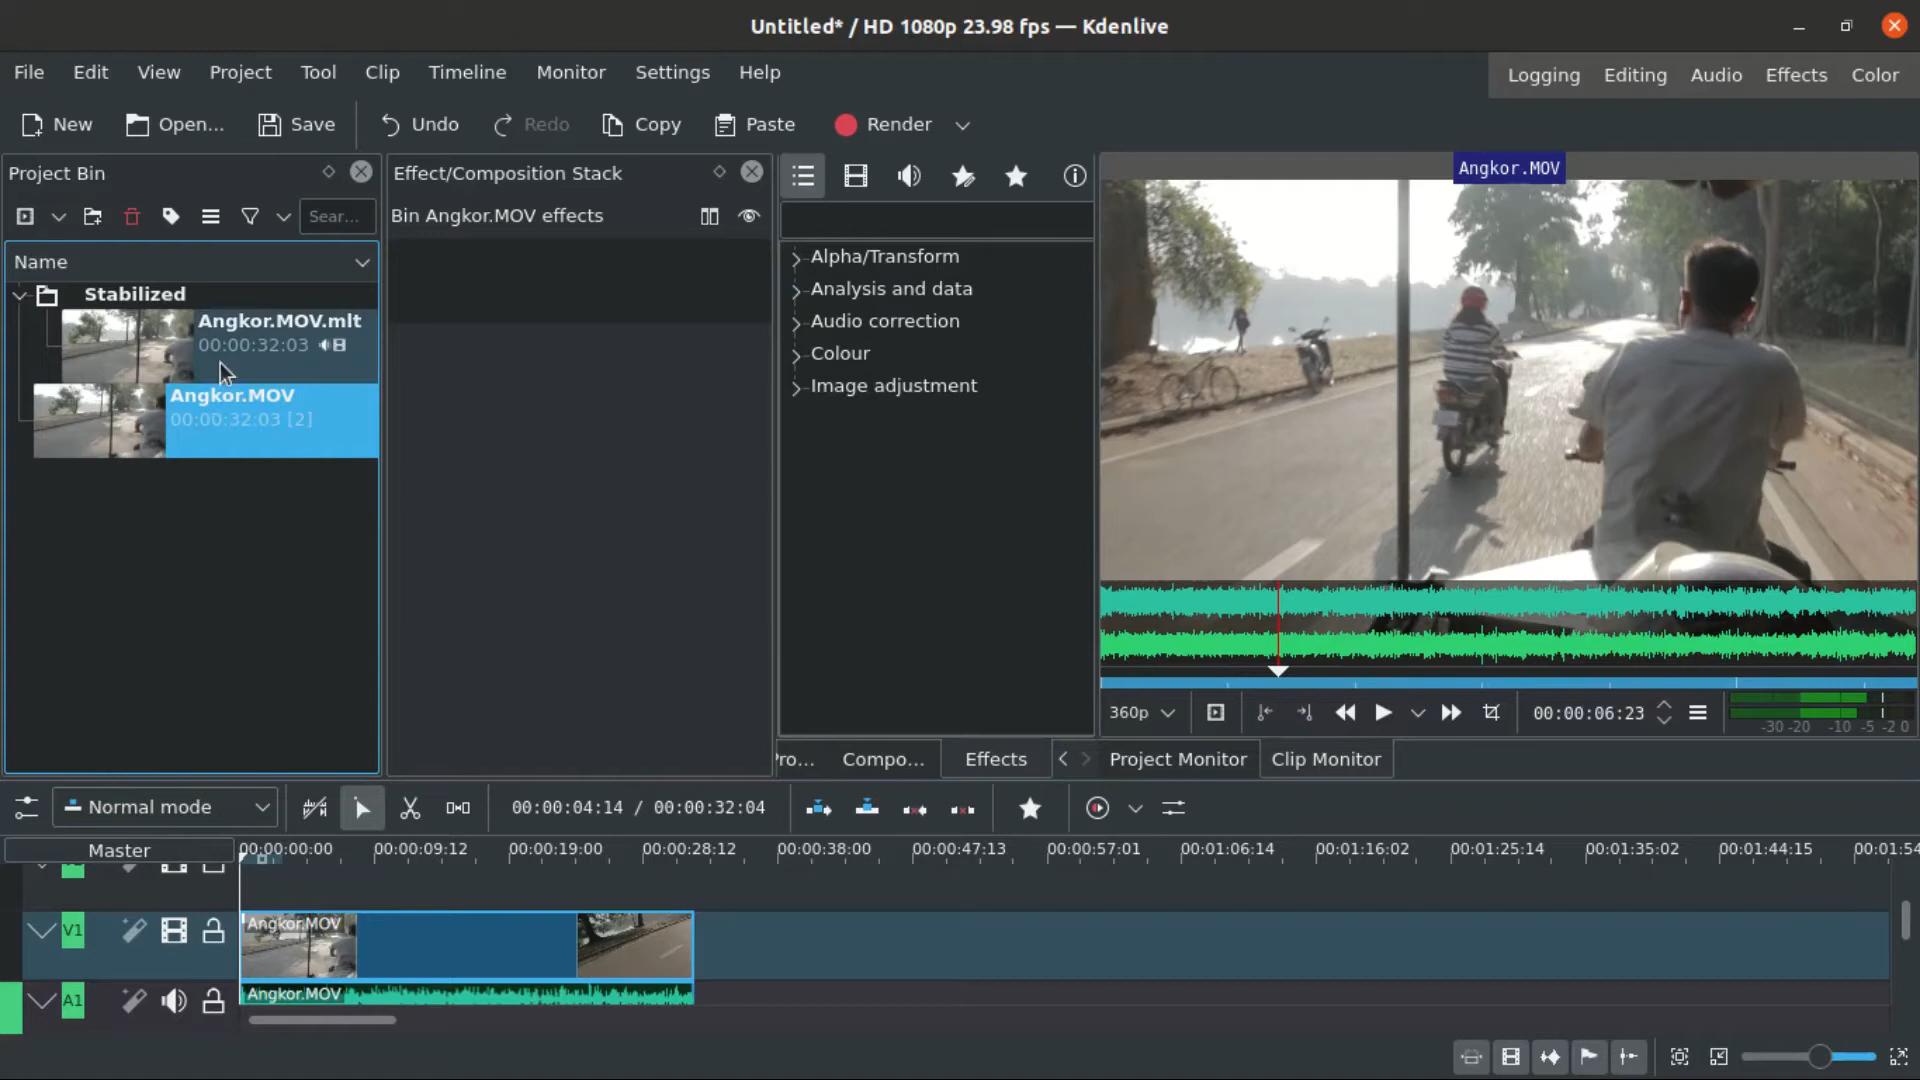 Untitled* / HD 1080p 23.98 fps — Kdenlive
File Edit View Project Tool Clip Timeline Monitor Settings Help
Logging Editing Audio Effects Color
New Open... Save Undo Redo Copy Paste Render
Project Bin
Effect/Composition Stack
Angkor.MOV
Sear...
Bin Angkor.MOV effects
Name
Stabilized
Angkor.MOV.mlt
00:00:32:03
Angkor.MOV
00:00:32:03 [2]
Alpha/Transform
Analysis and data
Audio correction
Colour
Image adjustment
360p
00:00:06:23
-30 -20 -10 -5 -2 0
Pro... Compo... Effects
Project Monitor Clip Monitor
Normal mode
00:00:04:14 / 00:00:32:04
Master
00:00:00:00 00:00:09:12 00:00:19:00 00:00:28:12 00:00:38:00 00:00:47:13 00:00:57:01 00:01:06:14 00:01:16:02 00:01:25:14 00:01:35:02 00:01:44:15 00:01:54
V1
Angkor.MOV
A1
Angkor.MOV